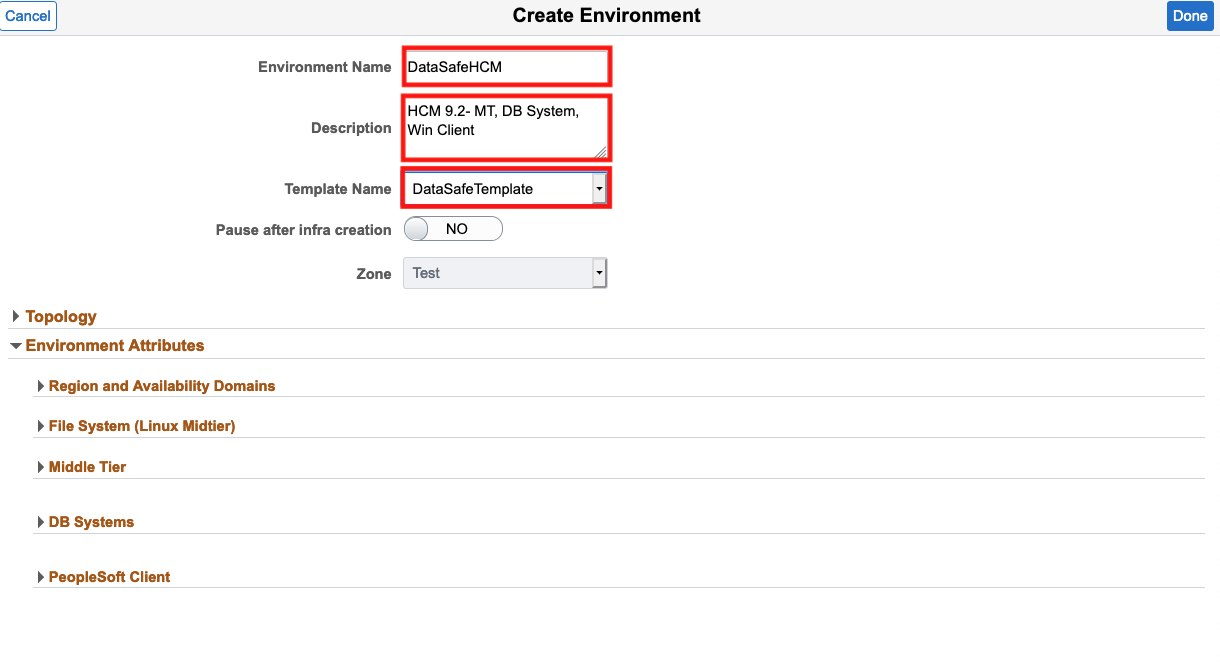 Cancel
Create Environment
Done
Environment Name
DataSafeHCM
Description
HCM 9.2- MT, DB System,
Win Client
Template Name
DataSafeTemplate
Pause after infra creation
NO
Zone
Test
Topology
Environment Attributes
Region and Availability Domains
File System (Linux Midtier)
Middle Tier
DB Systems
PeopleSoft Client